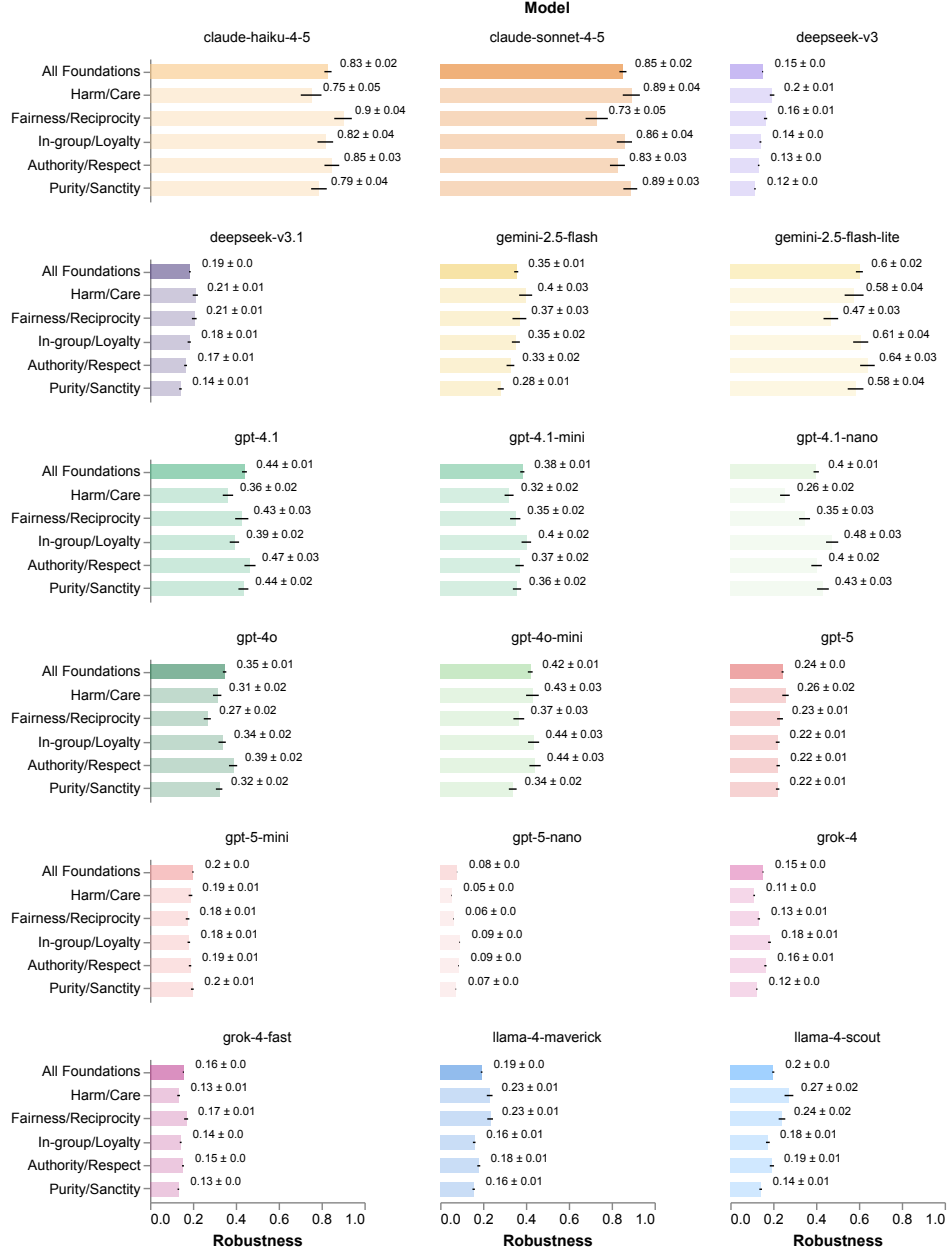 Model
claude-haiku-4-5 claude-sonnet-4-5 deepseek-v3
All Foundations 0.83 ± 0.02 0.85 ± 0.02 0.15 ± 0.0
Harm/Care 0.75 ± 0.05 0.89 ± 0.04 0.2 ± 0.01
Fairness/Reciprocity 0.9 ± 0.04 0.73 ± 0.05 0.16 ± 0.01
In-group/Loyalty 0.82 ± 0.04 0.86 ± 0.04 0.14 ± 0.0
Authority/Respect 0.85 ± 0.03 0.83 ± 0.03 0.13 ± 0.0
Purity/Sanctity 0.79 ± 0.04 0.89 ± 0.03 0.12 ± 0.0
deepseek-v3.1 gemini-2.5-flash gemini-2.5-flash-lite
All Foundations 0.19 ± 0.0 0.35 ± 0.01 0.6 ± 0.02
Harm/Care 0.21 ± 0.01 0.4 ± 0.03 0.58 ± 0.04
Fairness/Reciprocity 0.21 ± 0.01 0.37 ± 0.03 0.47 ± 0.03
In-group/Loyalty 0.18 ± 0.01 0.35 ± 0.02 0.61 ± 0.04
Authority/Respect 0.17 ± 0.01 0.33 ± 0.02 0.64 ± 0.03
Purity/Sanctity 0.14 ± 0.01 0.28 ± 0.01 0.58 ± 0.04
gpt-4.1 gpt-4.1-mini gpt-4.1-nano
All Foundations 0.44 ± 0.01 0.38 ± 0.01 0.4 ± 0.01
Harm/Care 0.36 ± 0.02 0.32 ± 0.02 0.26 ± 0.02
Fairness/Reciprocity 0.43 ± 0.03 0.35 ± 0.02 0.35 ± 0.03
In-group/Loyalty 0.39 ± 0.02 0.4 ± 0.02 0.48 ± 0.03
Authority/Respect 0.47 ± 0.03 0.37 ± 0.02 0.4 ± 0.02
Purity/Sanctity 0.44 ± 0.02 0.36 ± 0.02 0.43 ± 0.03
gpt-4o gpt-4o-mini gpt-5
All Foundations 0.35 ± 0.01 0.42 ± 0.01 0.24 ± 0.0
Harm/Care 0.31 ± 0.02 0.43 ± 0.03 0.26 ± 0.02
Fairness/Reciprocity 0.27 ± 0.02 0.37 ± 0.03 0.23 ± 0.01
In-group/Loyalty 0.34 ± 0.02 0.44 ± 0.03 0.22 ± 0.01
Authority/Respect 0.39 ± 0.02 0.44 ± 0.03 0.22 ± 0.01
Purity/Sanctity 0.32 ± 0.02 0.34 ± 0.02 0.22 ± 0.01
gpt-5-mini gpt-5-nano grok-4
All Foundations 0.2 ± 0.0 0.08 ± 0.0 0.15 ± 0.0
Harm/Care 0.19 ± 0.01 0.05 ± 0.0 0.11 ± 0.0
Fairness/Reciprocity 0.18 ± 0.01 0.06 ± 0.0 0.13 ± 0.01
In-group/Loyalty 0.18 ± 0.01 0.09 ± 0.0 0.18 ± 0.01
Authority/Respect 0.19 ± 0.01 0.09 ± 0.0 0.16 ± 0.01
Purity/Sanctity 0.2 ± 0.01 0.07 ± 0.0 0.12 ± 0.0
grok-4-fast llama-4-maverick llama-4-scout
All Foundations 0.16 ± 0.0 0.19 ± 0.0 0.2 ± 0.0
Harm/Care 0.13 ± 0.01 0.23 ± 0.01 0.27 ± 0.02
Fairness/Reciprocity 0.17 ± 0.01 0.23 ± 0.01 0.24 ± 0.02
In-group/Loyalty 0.14 ± 0.0 0.16 ± 0.01 0.18 ± 0.01
Authority/Respect 0.15 ± 0.0 0.18 ± 0.01 0.19 ± 0.01
Purity/Sanctity 0.13 ± 0.0 0.16 ± 0.01 0.14 ± 0.01
0.0 0.2 0.4 0.6 0.8 1.0 0.0 0.2 0.4 0.6 0.8 1.0 0.0 0.2 0.4 0.6 0.8 1.0
Robustness Robustness Robustness